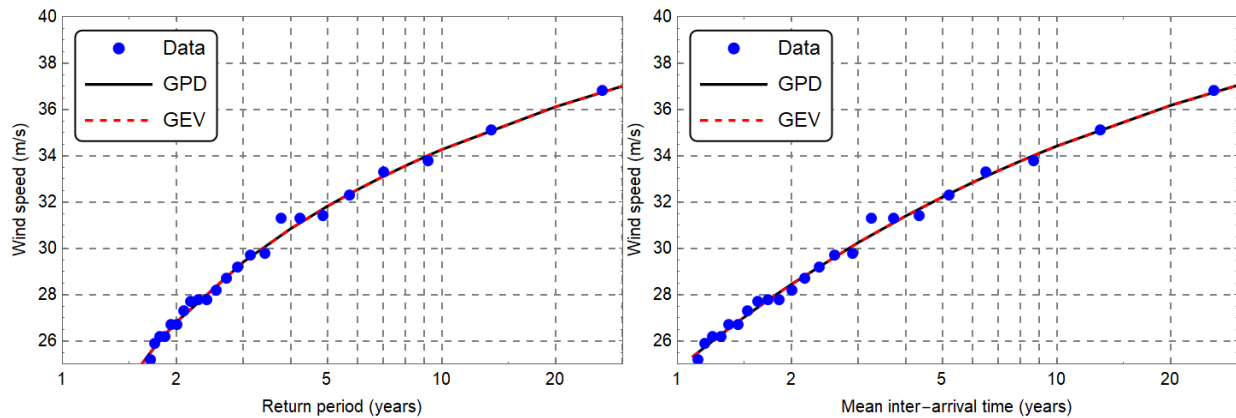 40
38
36
34
32
30
28
26
Wind speed (m/s)
Data
GPD
GEV
1
2
5
10
20
Return period (years)
40
38
36
34
32
30
28
26
Wind speed (m/s)
Data
GPD
GEV
1
2
5
10
20
Mean inter−arrival time (years)